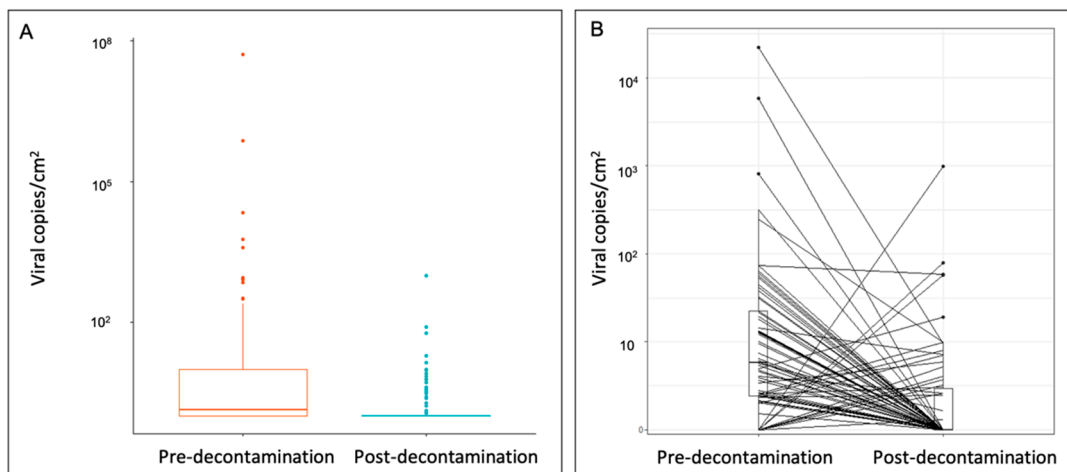 A
10⁸
10⁵
10²
Viral copies/cm²
Pre-decontamination
Post-decontamination
B
10⁴
10³
10²
10
0
Viral copies/cm²
Pre-decontamination
Post-decontamination